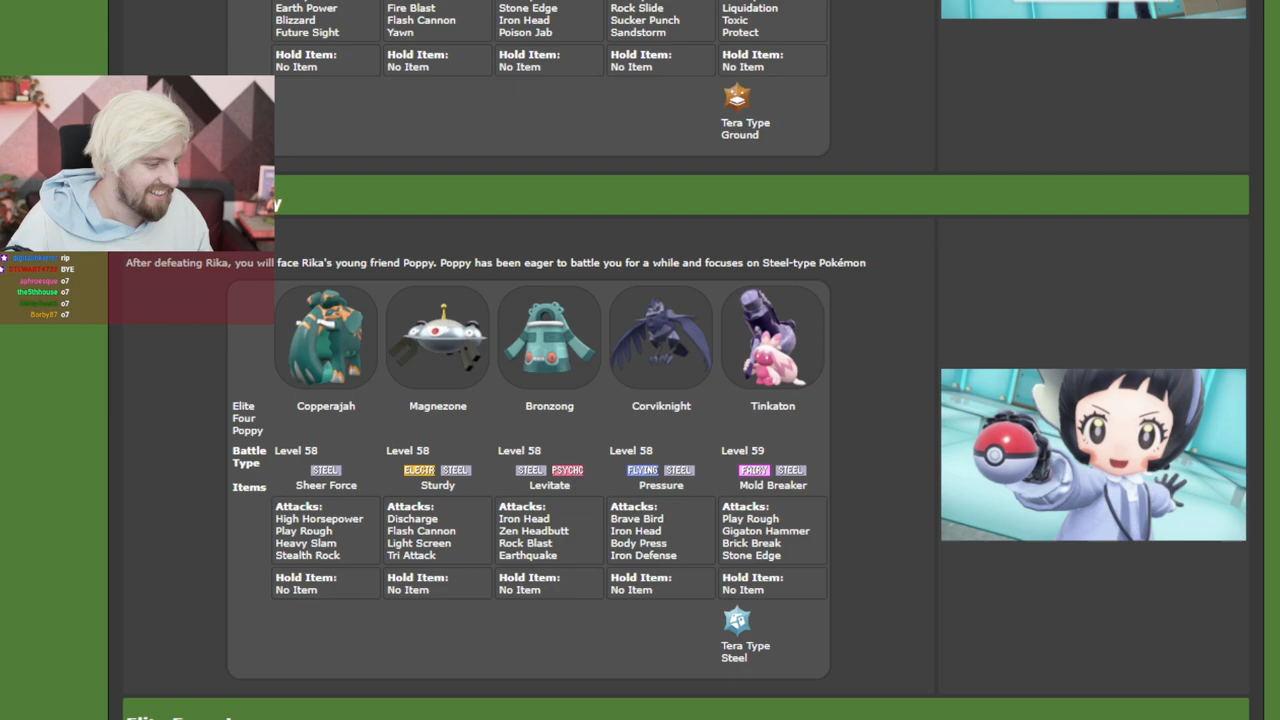 Earth Power Fire Blast Stone Edge Rock Slide Liquidation
Blizzard Flash Cannon Iron Head Sucker Punch Toxic
Future Sight Yawn Poison Jab Sandstorm Protect
Hold Item: Hold Item: Hold Item: Hold Item: Hold Item:
No Item No Item No Item No Item No Item
Tera Type
Ground
y
rip
BYE
aphroesque o7
the5thhouse o7
o7
Borby87 o7
After defeating Rika, you will face Rika's young friend Poppy. Poppy has been eager to battle you for a while and focuses on Steel-type Pokémon
Elite Four Poppy
Copperajah Magnezone Bronzong Corviknight Tinkaton
Battle Type
Level 58 Level 58 Level 58 Level 58 Level 59
STEEL ELECTR STEEL STEEL PSYCHC FLYING STEEL FAIRY STEEL
Items
Sheer Force Sturdy Levitate Pressure Mold Breaker
Attacks: Attacks: Attacks: Attacks: Attacks:
High Horsepower Discharge Iron Head Brave Bird Play Rough
Play Rough Flash Cannon Zen Headbutt Iron Head Gigaton Hammer
Heavy Slam Light Screen Rock Blast Body Press Brick Break
Stealth Rock Tri Attack Earthquake Iron Defense Stone Edge
Hold Item: Hold Item: Hold Item: Hold Item: Hold Item:
No Item No Item No Item No Item No Item
Tera Type
Steel